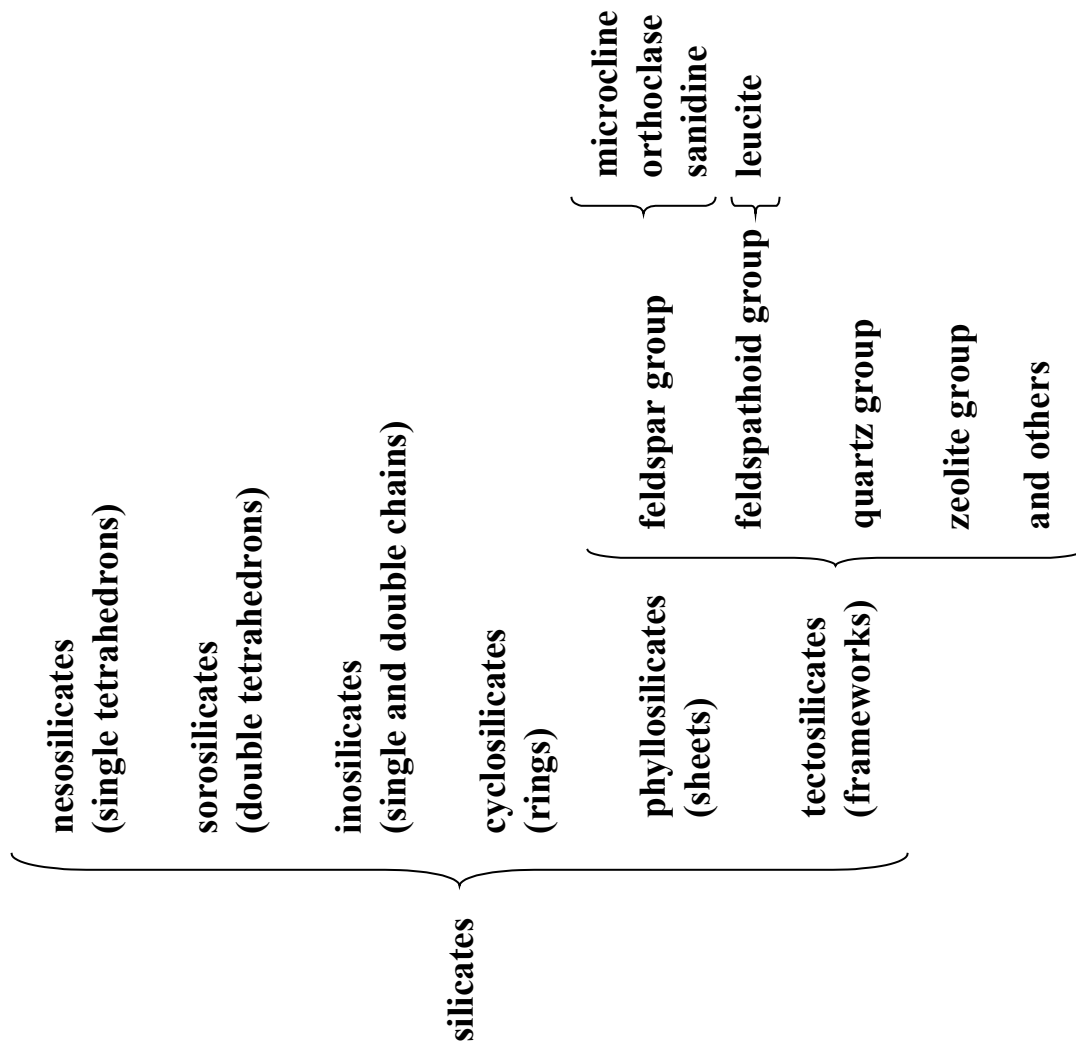 silicates
nesosilicates
(single tetrahedrons)
sorosilicates
(double tetrahedrons)
inosilicates
(single and double chains)
cyclosilicates
(rings)
phyllosilicates
(sheets)
tectosilicates
(frameworks)
feldspar group
feldspathoid group
quartz group
zeolite group
and others
microcline
orthoclase
sanidine
leucite